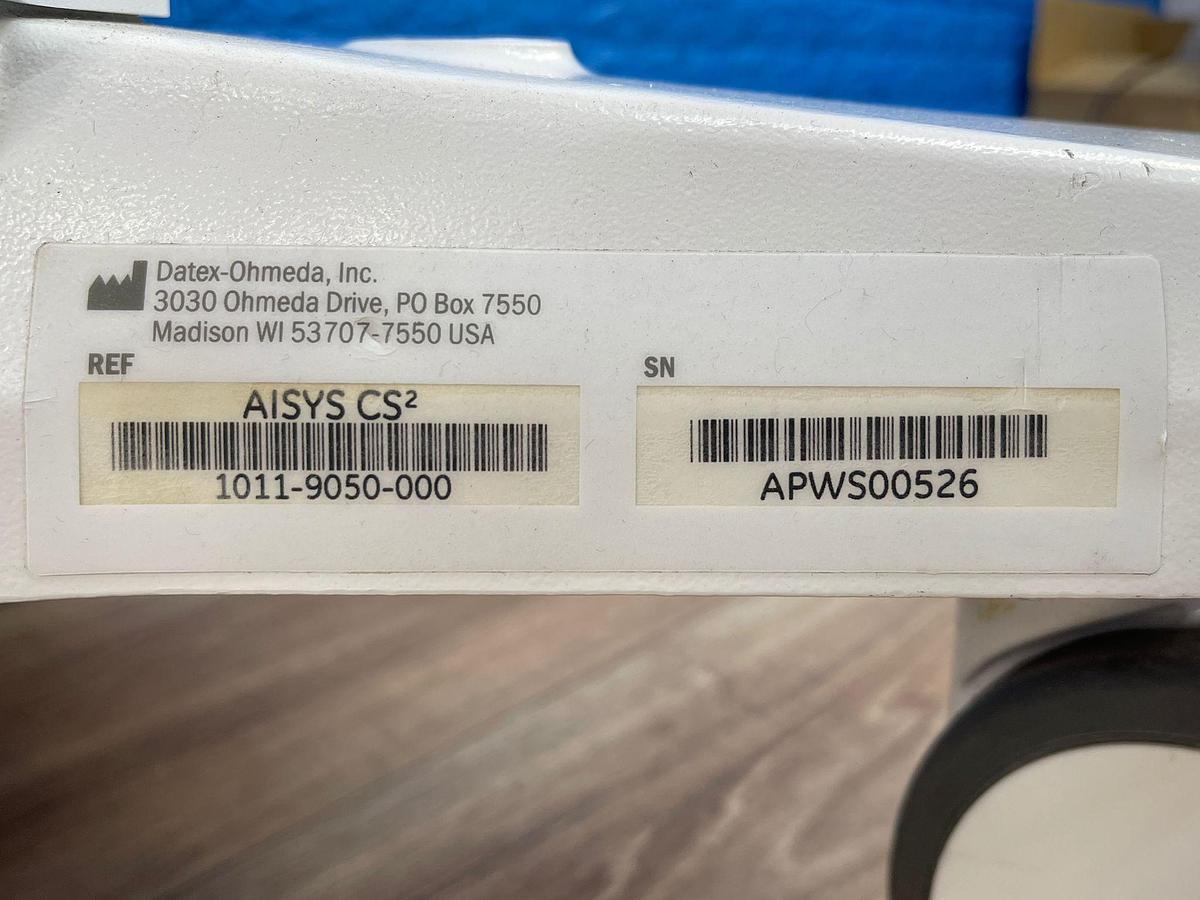 Datex-Ohmeda, Inc.
3030 Ohmeda Drive, PO Box 7550
Madison WI 53707-7550 USA
REF
AISYS CS²
1011-9050-000
SN
APWS00526